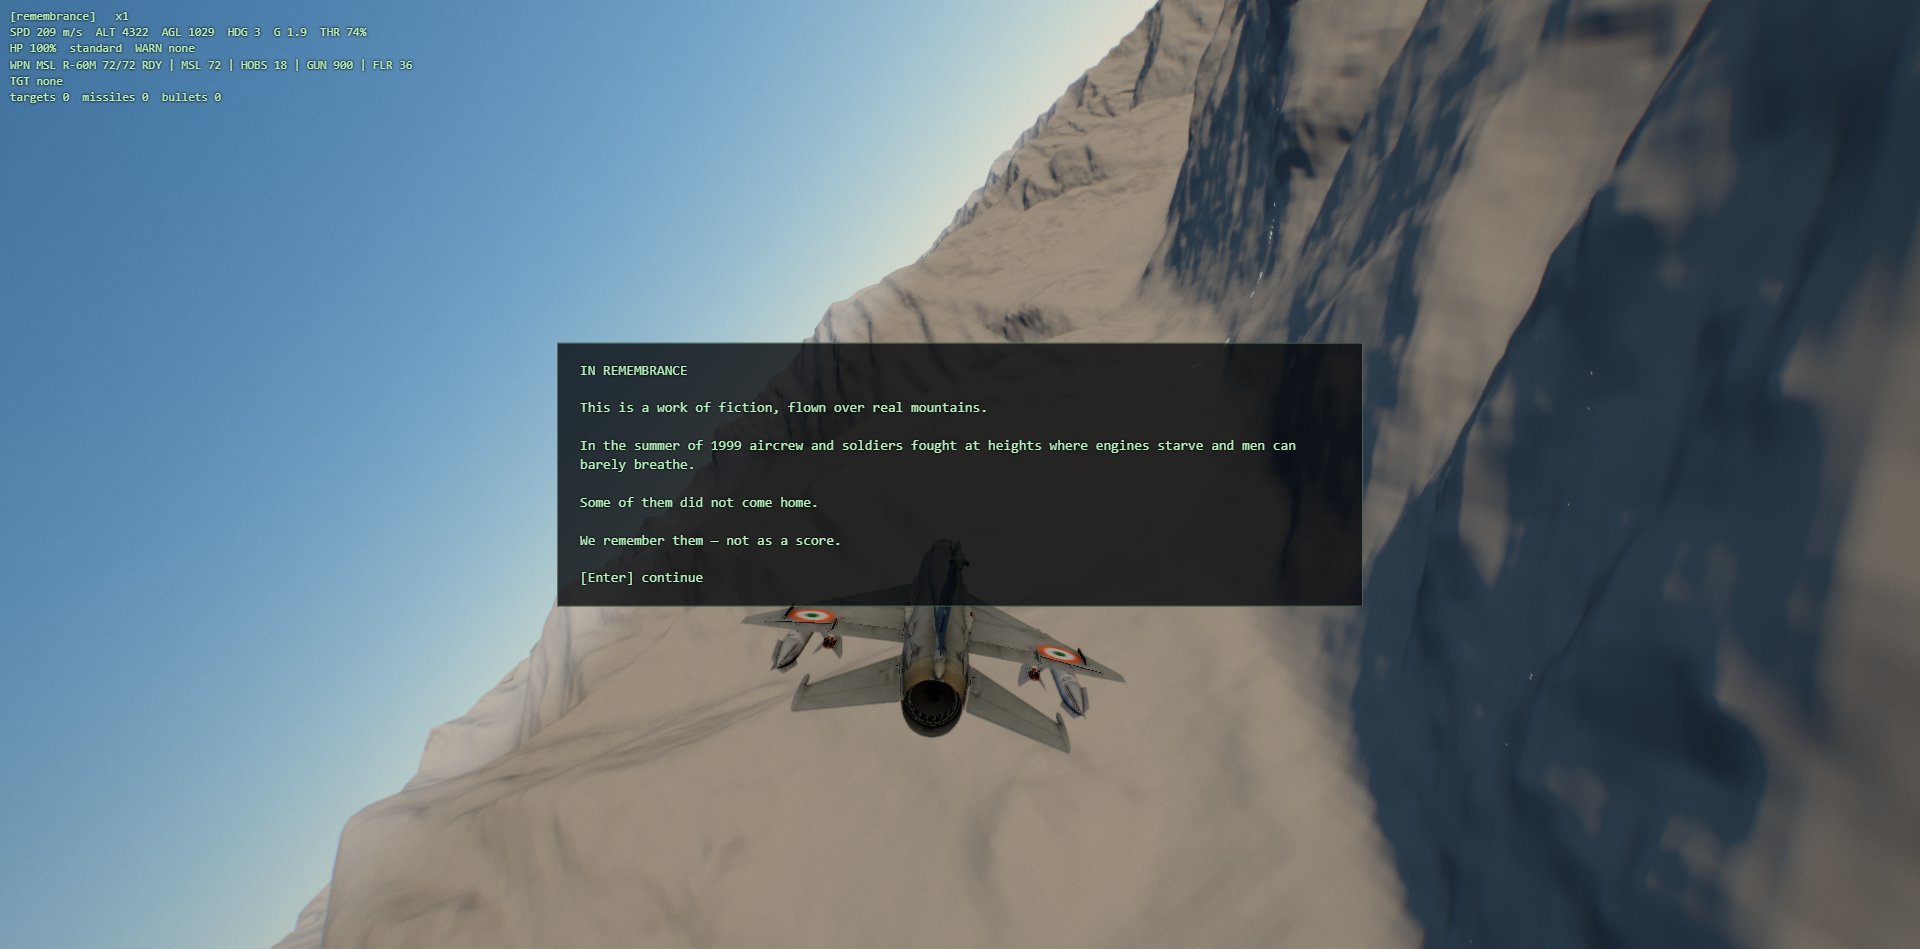 [remembrance]   x1
SPD 209 m/s  ALT 4322  AGL 1029  HDG 3  G 1.9  THR 74%
HP 100%  standard  WARN none
WPN MSL R-60M 72/72 RDY | MSL 72 | HOBS 18 | GUN 900 | FLR 36
TGT none
targets 0  missiles 0  bullets 0
IN REMEMBRANCE
This is a work of fiction, flown over real mountains.
In the summer of 1999 aircrew and soldiers fought at heights where engines starve and men can
barely breathe.
Some of them did not come home.
We remember them — not as a score.
[Enter] continue